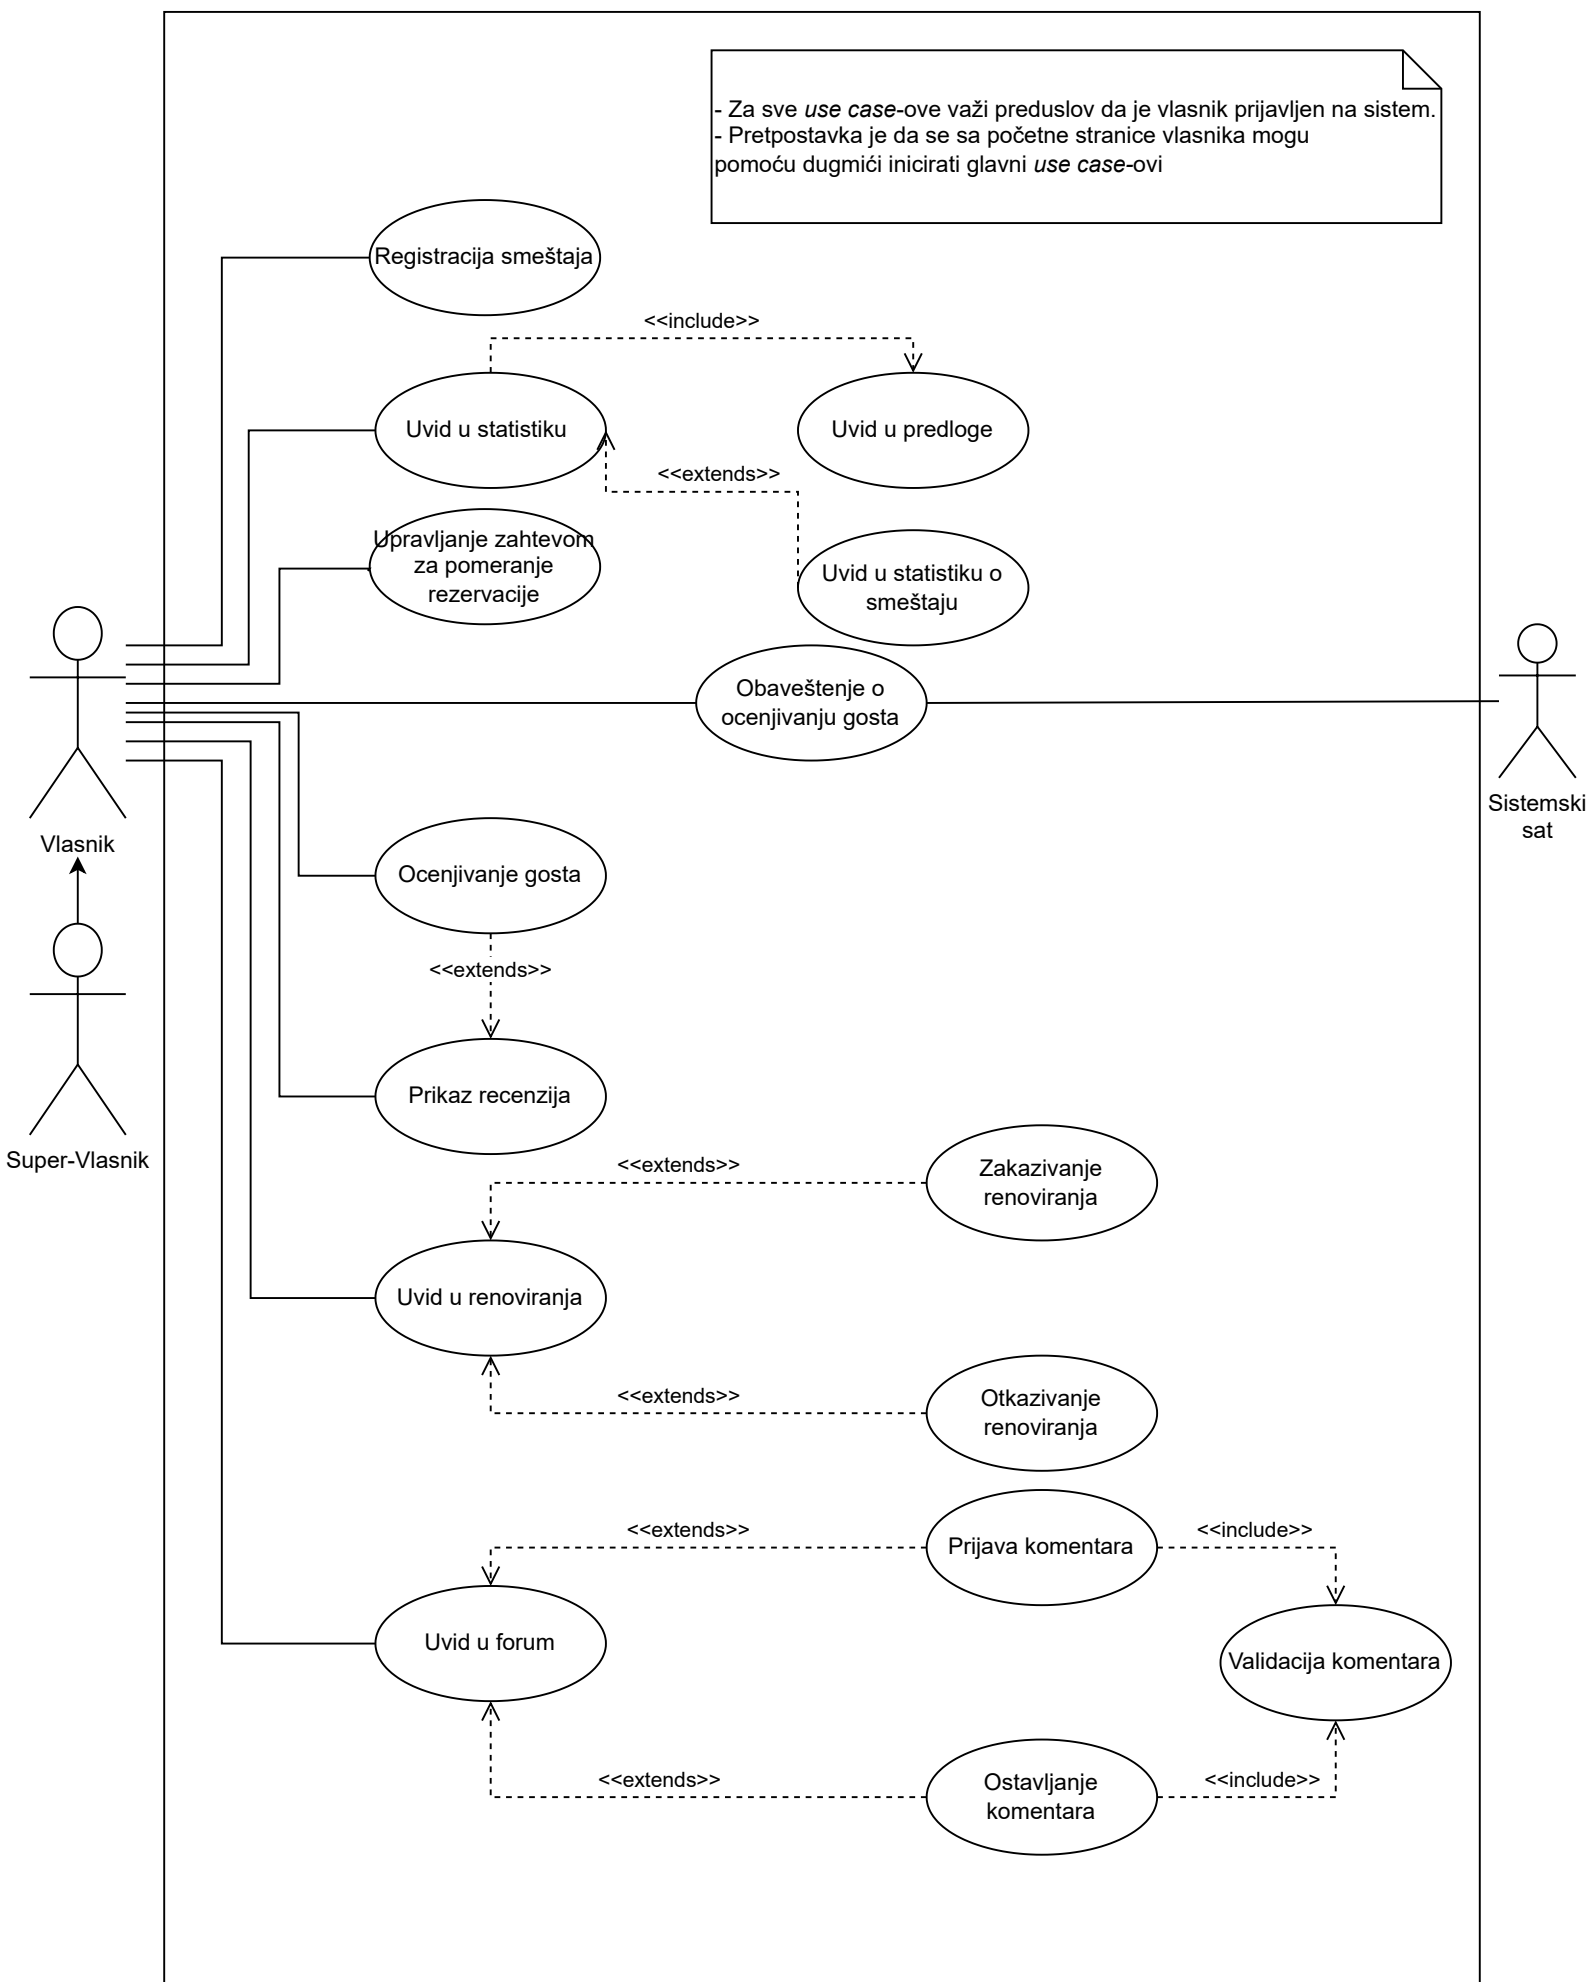 - Za sve use case-ove važi preduslov da je vlasnik prijavljen na sistem.
- Pretpostavka je da se sa početne stranice vlasnika mogu
pomoću dugmići inicirati glavni use case-ovi
Registracija smeštaja
<<include>>
Uvid u statistiku
Uvid u predloge
<<extends>>
Upravljanje zahtevom
za pomeranje
rezervacije
Uvid u statistiku o
smeštaju
Obaveštenje o
ocenjivanju gosta
Vlasnik
Sistemski
sat
Ocenjivanje gosta
<<extends>>
Prikaz recenzija
Super-Vlasnik
<<extends>>
Zakazivanje
renoviranja
Uvid u renoviranja
<<extends>>
Otkazivanje
renoviranja
<<extends>>
Prijava komentara
<<include>>
Uvid u forum
Validacija komentara
<<extends>>
Ostavljanje
komentara
<<include>>